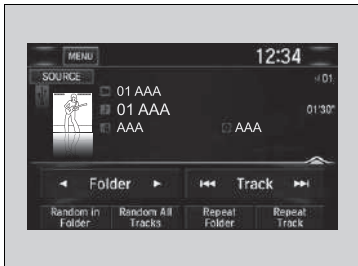 MENU
12:34
SOURCE
01
01 AAA
01 AAA
01'30"
AAA
AAA
Folder
Track
Random in Folder
Random All Tracks
Repeat Folder
Repeat Track